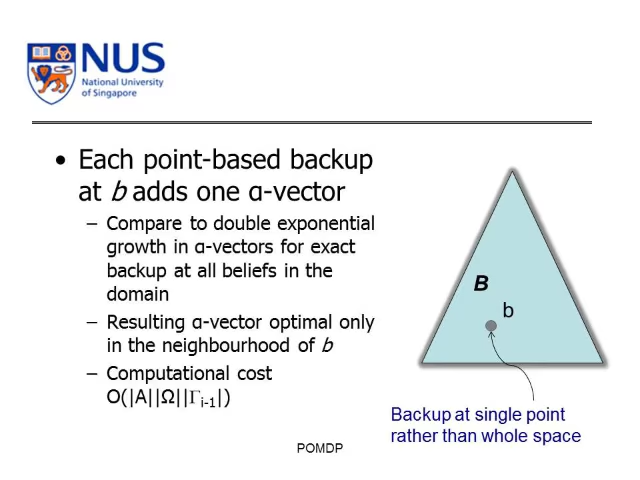 NUS
National University
of Singapore
• Each point-based backup
at b adds one α-vector
– Compare to double exponential
growth in α-vectors for exact
backup at all beliefs in the
domain
– Resulting α-vector optimal only
in the neighbourhood of b
– Computational cost
O(|A||Ω||Γi-1|)
B
b
Backup at single point
rather than whole space
POMDP